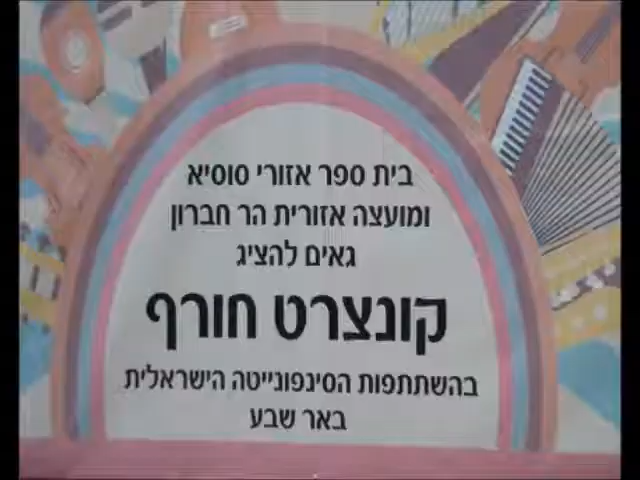 בית ספר אזורי סוסיא
ומועצה אזורית הר חברון
גאים להציג
קונצרט חורף
בהשתתפות הסינפונייטה הישראלית
באר שבע